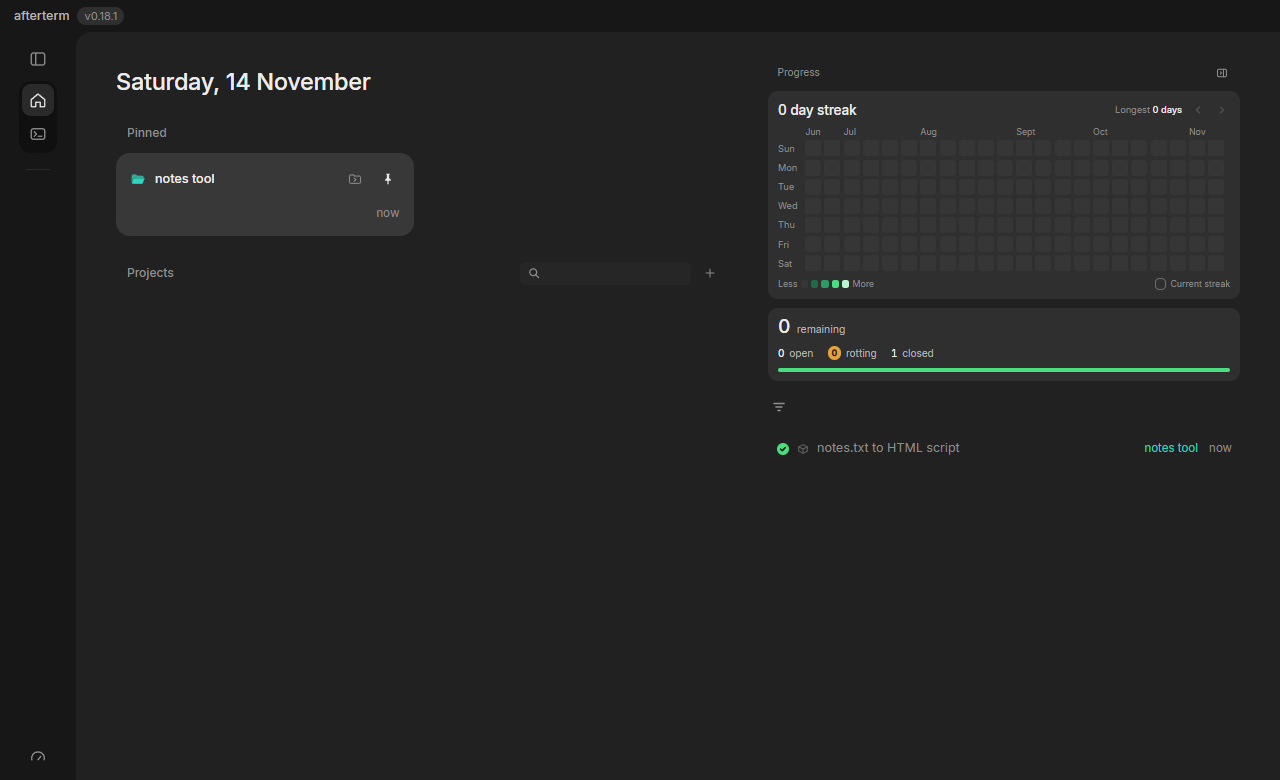 afterterm v0.18.1
Saturday, 14 November
Pinned
notes tool
now
Projects
Progress
0 day streak
Longest 0 days
Jun Jul Aug Sept Oct Nov
Sun
Mon
Tue
Wed
Thu
Fri
Sat
Less More
Current streak
0 remaining
0 open 0 rotting 1 closed
notes.txt to HTML script notes tool now